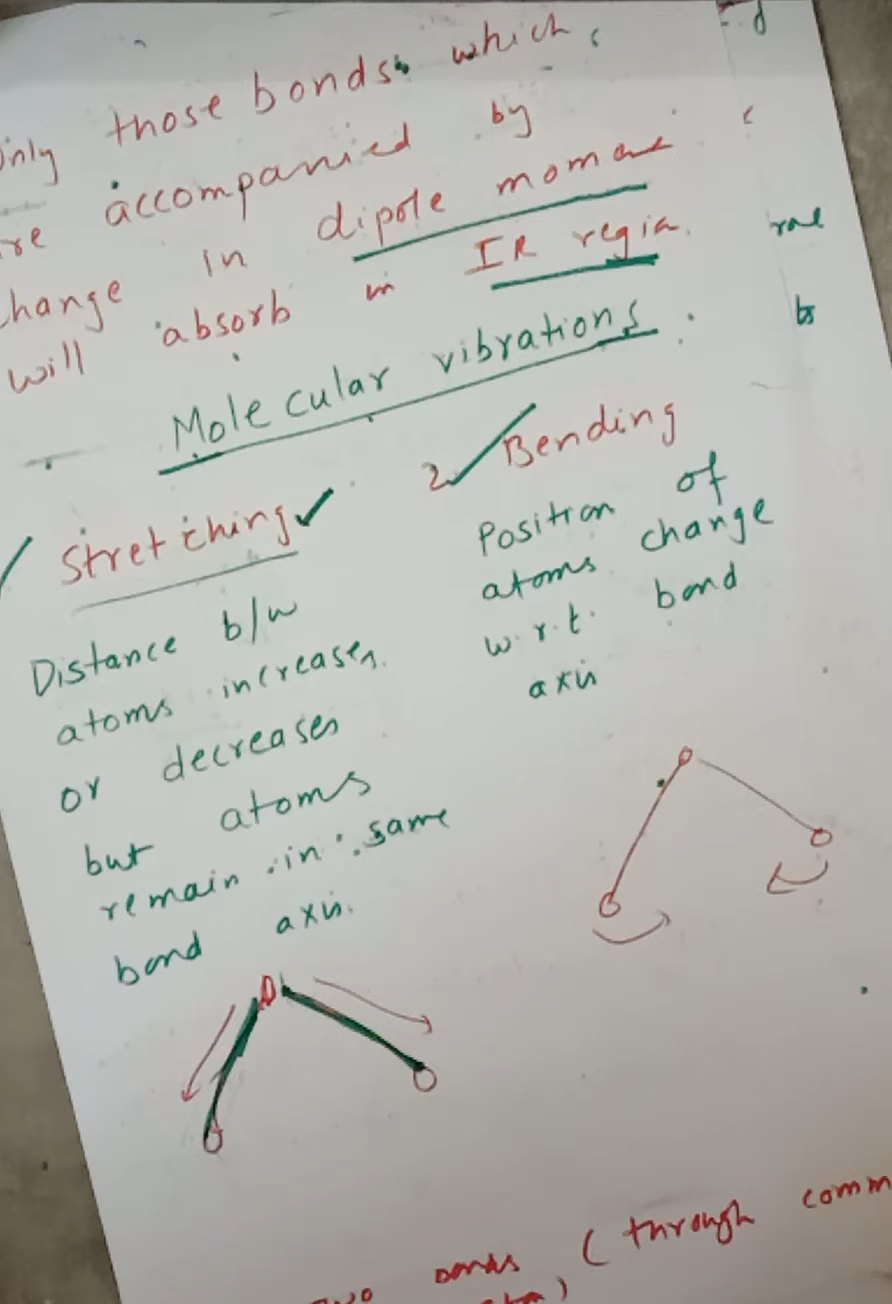 Only those bonds which
are accompanied by
change in dipole moment
will absorb in IR region.
Molecular vibrations.
Stretching
Distance b/w
atoms increases
or decreases
but atoms
remain in same
bond axis.
2 Bending
Position of
atoms change
w.r.t. bond
axis
bonds (through comm